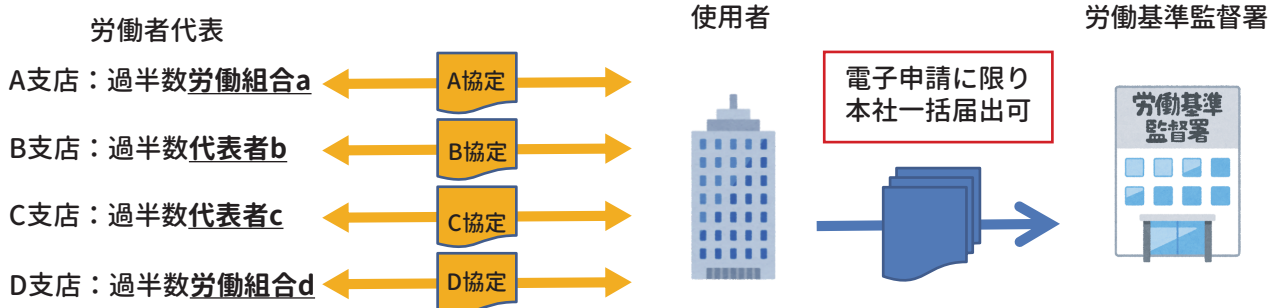 労働者代表
使用者
労働基準監督署
A支店：過半数労働組合a
A協定
B支店：過半数代表者b
B協定
C支店：過半数代表者c
C協定
D支店：過半数労働組合d
D協定
電子申請に限り
本社一括届出可
労働基準
監督署